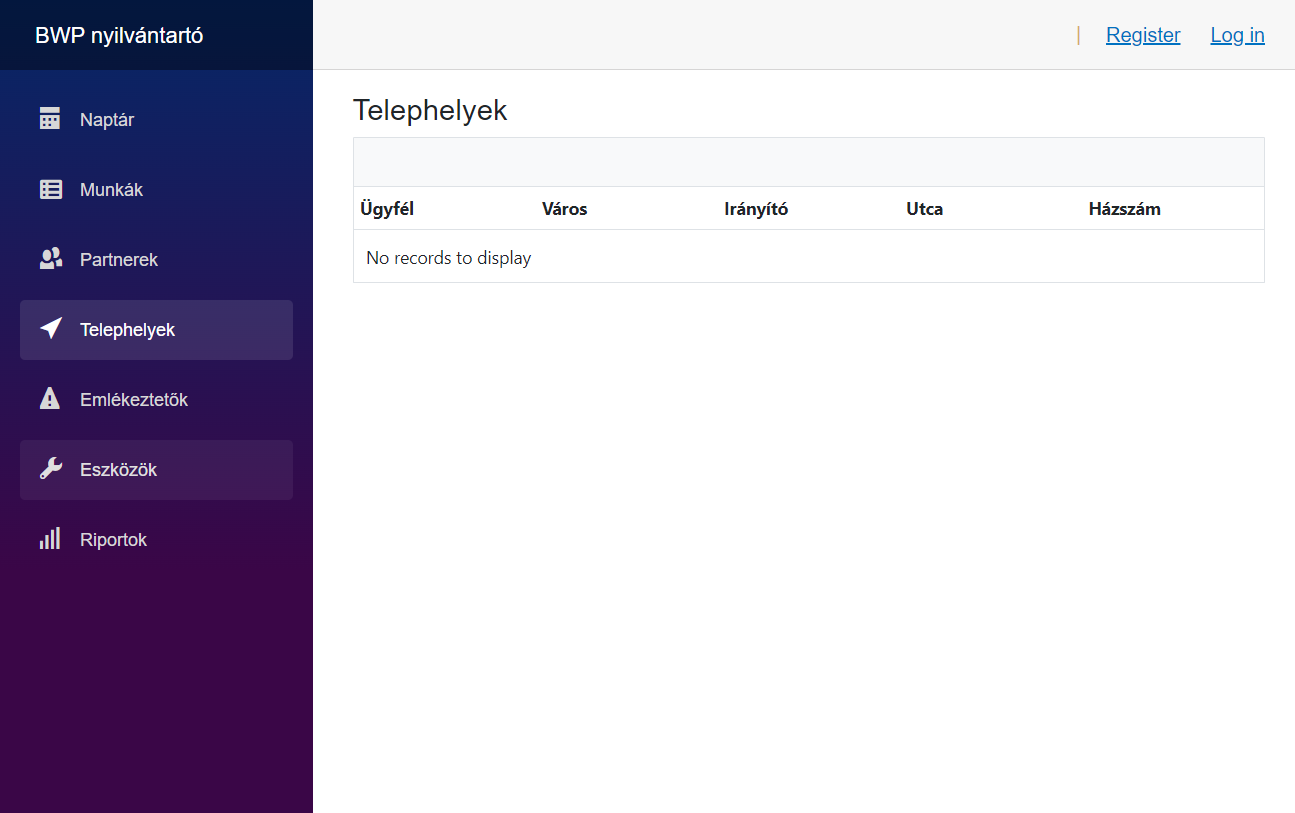 BWP nyilvántartó
| Register Log in
Naptár
Munkák
Partnerek
Telephelyek
Emlékeztetők
Eszközök
Riportok
Telephelyek
Ügyfél Város Irányító Utca Házszám
No records to display